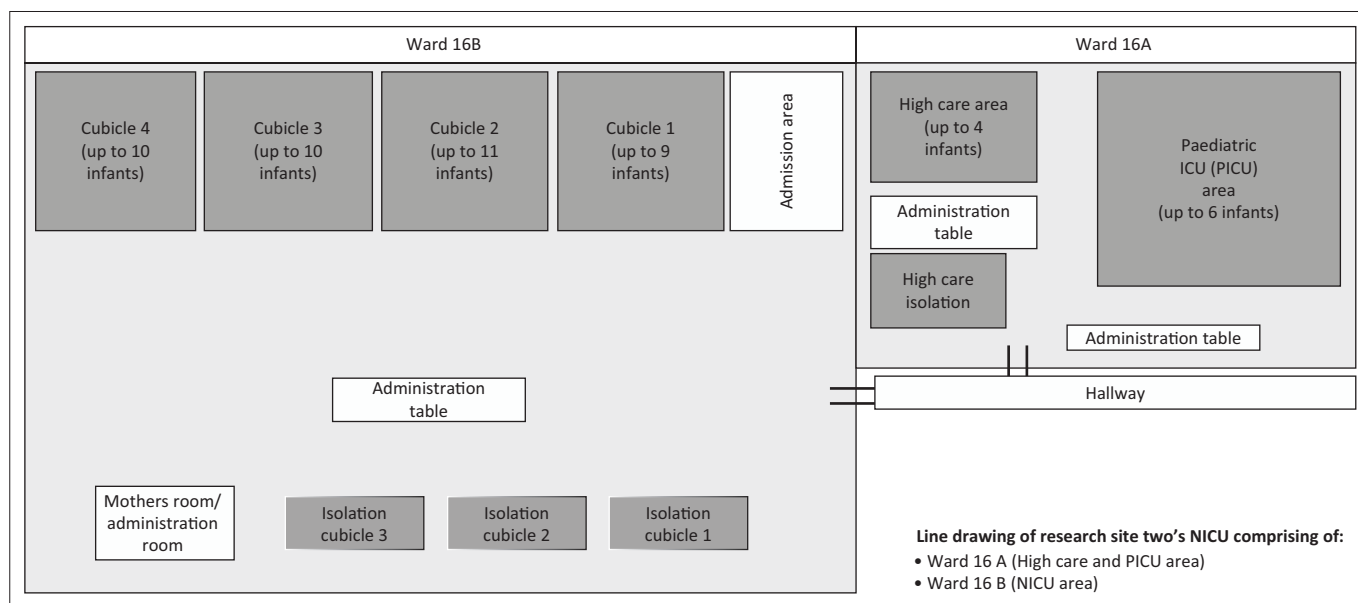 Ward 16B
Ward 16A
Cubicle 4
(up to 10
infants)
Cubicle 3
(up to 10
infants)
Cubicle 2
(up to 11
infants)
Cubicle 1
(up to 9
infants)
Admission area
High care area
(up to 4
infants)
Paediatric
ICU (PICU)
area
(up to 6 infants)
Administration
table
High care
isolation
Administration table
Hallway
Administration
table
Mothers room/
administration
room
Isolation
cubicle 3
Isolation
cubicle 2
Isolation
cubicle 1
Line drawing of research site two's NICU comprising of:
• Ward 16 A (High care and PICU area)
• Ward 16 B (NICU area)